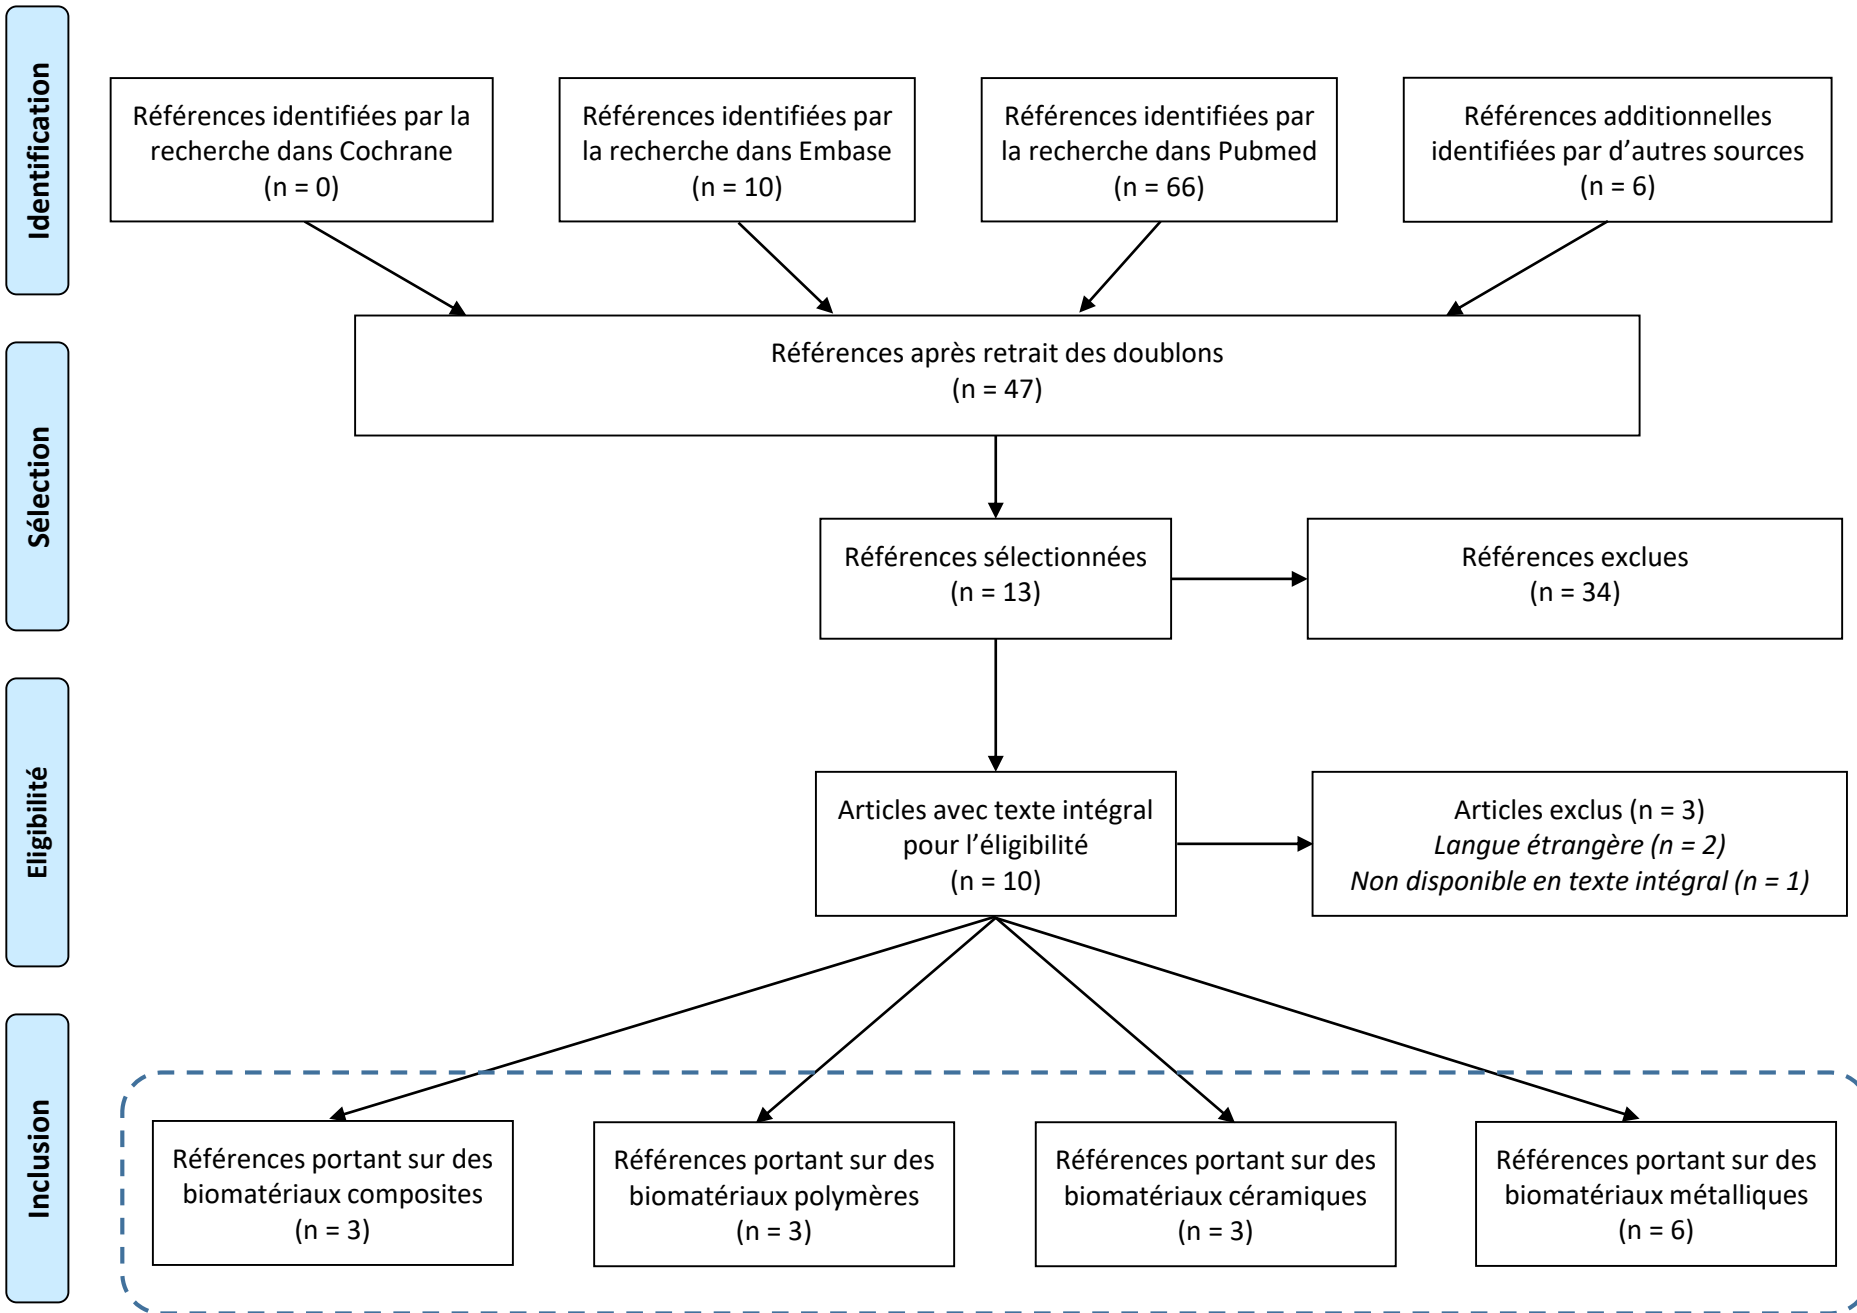 Identification
Références identifiées par la
recherche dans Cochrane
(n = 0)
Références identifiées par
la recherche dans Embase
(n = 10)
Références identifiées par
la recherche dans Pubmed
(n = 66)
Références additionnelles
identifiées par d'autres sources
(n = 6)
Sélection
Références après retrait des doublons
(n = 47)
Références sélectionnées
(n = 13)
Références exclues
(n = 34)
Eligibilité
Articles avec texte intégral
pour l'éligibilité
(n = 10)
Articles exclus (n = 3)
Langue étrangère (n = 2)
Non disponible en texte intégral (n = 1)
Inclusion
Références portant sur des
biomatériaux composites
(n = 3)
Références portant sur des
biomatériaux polymères
(n = 3)
Références portant sur des
biomatériaux céramiques
(n = 3)
Références portant sur des
biomatériaux métalliques
(n = 6)